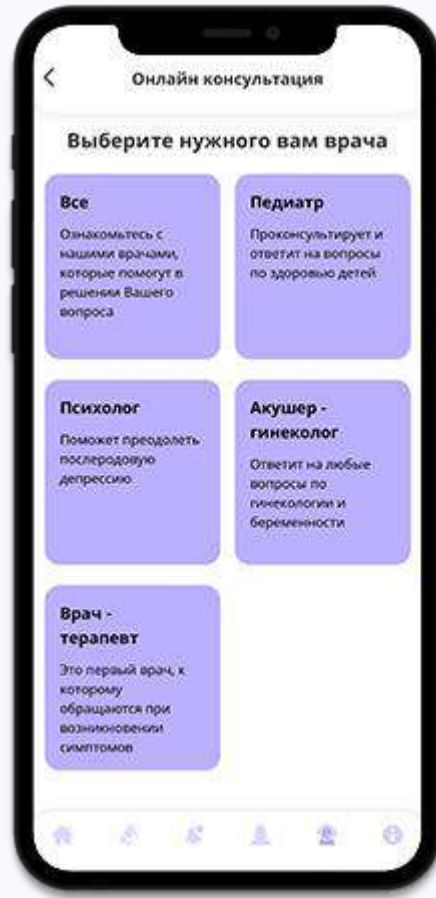 Онлайн консультация
Выберите нужного вам врача
Все
Ознакомьтесь с
нашими врачами,
которые помогут в
решении Вашего
вопроса
Педиатр
Проконсультирует и
ответит на вопросы
по здоровью детей
Психолог
Поможет преодолеть
послеродовую
депрессию
Акушер -
гинеколог
Ответит на любые
вопросы по
гинекологии и
беременности
Врач -
терапевт
Это первый врач, к
которому
обращаются при
возникновении
симптомов